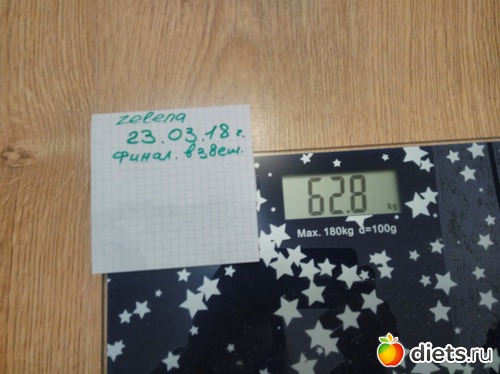 zelena
23.03.18 г.
Финал. взвеш.
62.8 kg
Max. 180kg d=100g
diets.ru